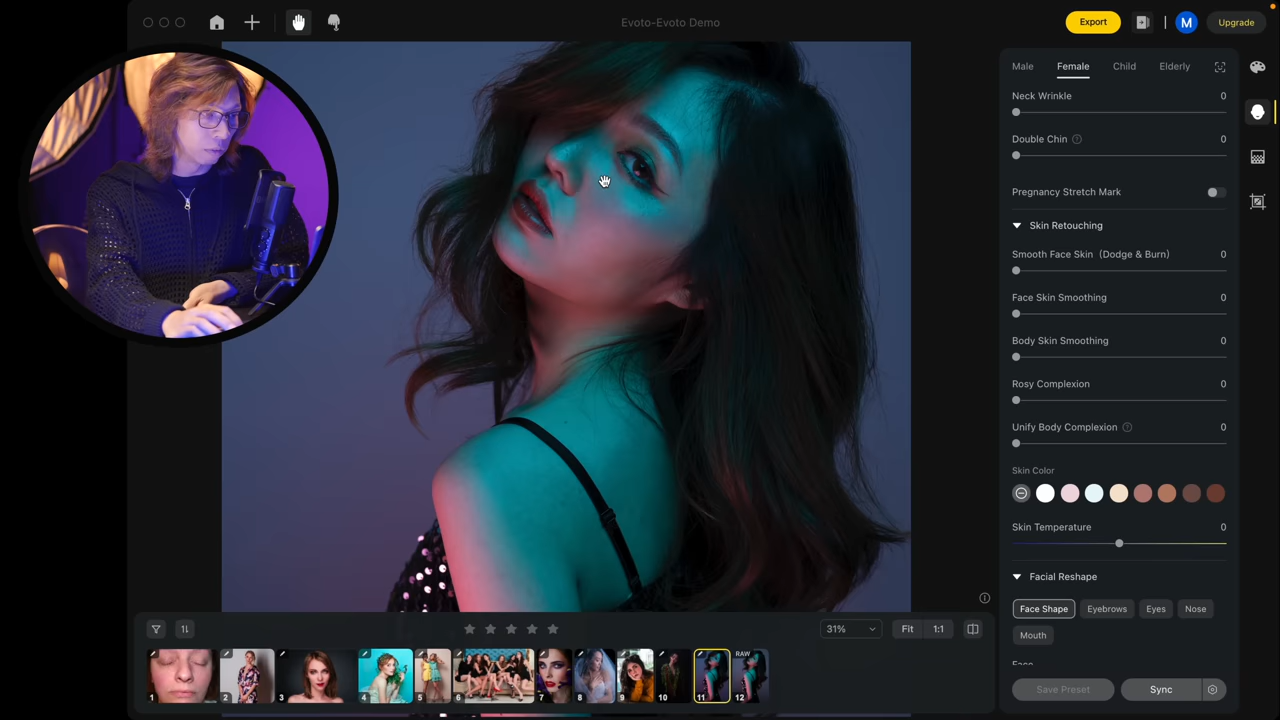 Evoto-Evoto Demo
Export
M
Upgrade
Male Female Child Elderly
Neck Wrinkle 0
Double Chin ? 0
Pregnancy Stretch Mark
Skin Retouching
Smooth Face Skin (Dodge & Burn) 0
Face Skin Smoothing 0
Body Skin Smoothing 0
Rosy Complexion 0
Unify Body Complexion ? 0
Skin Color
Skin Temperature 0
Facial Reshape
Face Shape Eyebrows Eyes Nose
Mouth
Face
Save Preset Sync
31% Fit 1:1
RAW
1 2 3 4 5 6 7 8 9 10 11 12